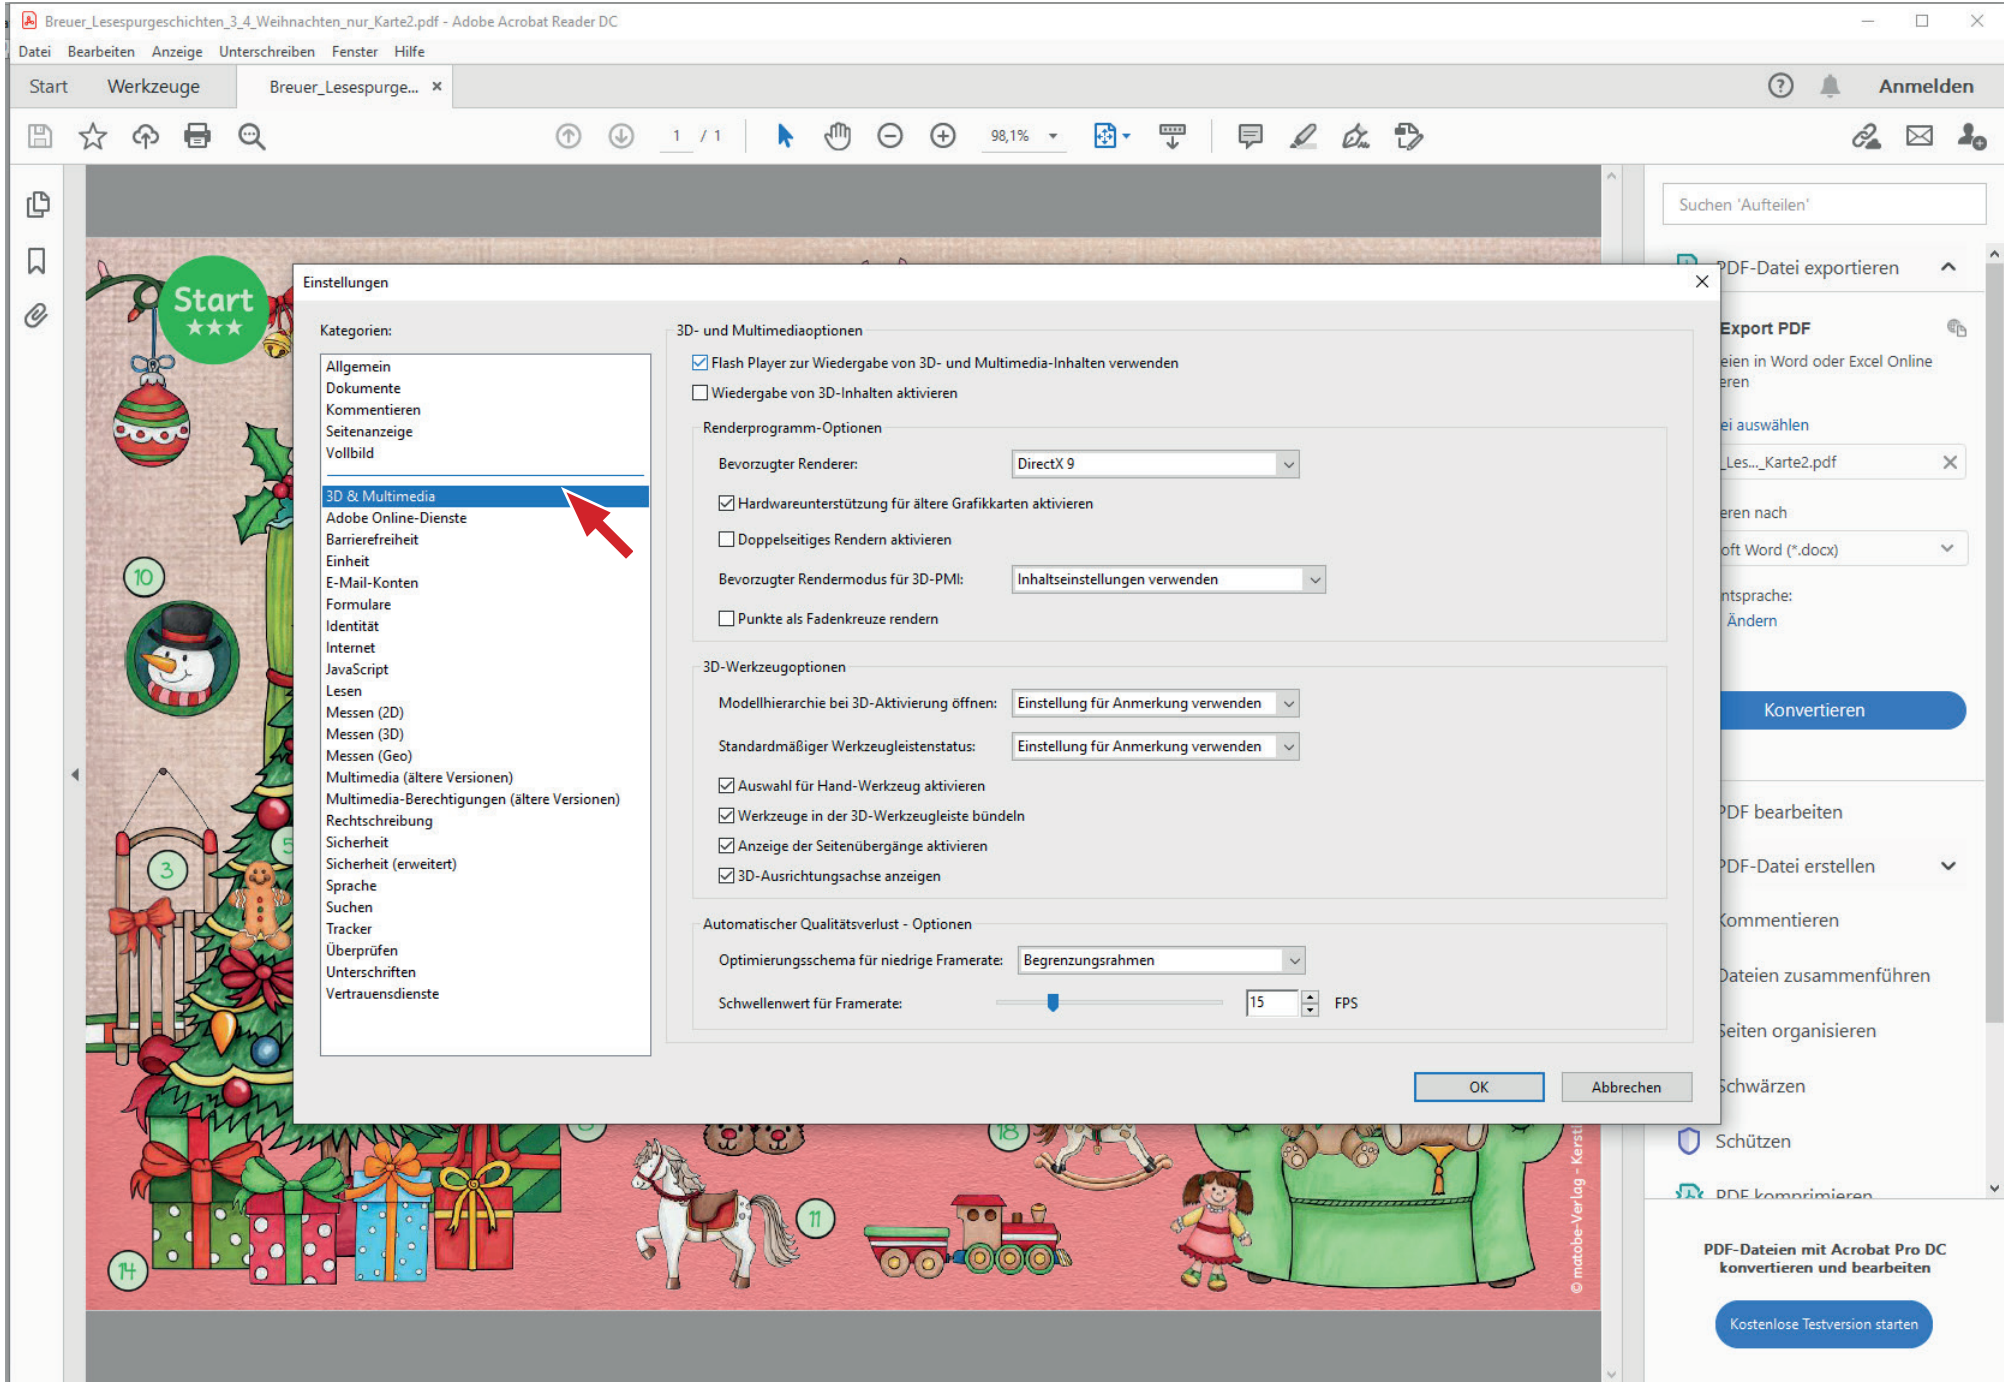 Breuer_Lesespurgeschichten_3_4_Weihnachten_nur_Karte2.pdf - Adobe Acrobat Reader DC
Datei Bearbeiten Anzeige Unterschreiben Fenster Hilfe
Start Werkzeuge Breuer_Lesespurge... Anmelden
1 / 1 98,1%
Suchen 'Aufteilen'
PDF-Datei exportieren
Export PDF
eien in Word oder Excel Online
eren
ei auswählen
_Les..._Karte2.pdf
eren nach
oft Word (*.docx)
ntsprache:
Ändern
Konvertieren
PDF bearbeiten
PDF-Datei erstellen
Kommentieren
Dateien zusammenführen
Seiten organisieren
Schwärzen
Schützen
PDF komprimieren
PDF-Dateien mit Acrobat Pro DC
konvertieren und bearbeiten
Kostenlose Testversion starten
Start
Einstellungen
Kategorien:
Allgemein
Dokumente
Kommentieren
Seitenanzeige
Vollbild
3D & Multimedia
Adobe Online-Dienste
Barrierefreiheit
Einheit
E-Mail-Konten
Formulare
Identität
Internet
JavaScript
Lesen
Messen (2D)
Messen (3D)
Messen (Geo)
Multimedia (ältere Versionen)
Multimedia-Berechtigungen (ältere Versionen)
Rechtschreibung
Sicherheit
Sicherheit (erweitert)
Sprache
Suchen
Tracker
Überprüfen
Unterschriften
Vertrauensdienste
3D- und Multimediaoptionen
Flash Player zur Wiedergabe von 3D- und Multimedia-Inhalten verwenden
Wiedergabe von 3D-Inhalten aktivieren
Renderprogramm-Optionen
Bevorzugter Renderer: DirectX 9
Hardwareunterstützung für ältere Grafikkarten aktivieren
Doppelseitiges Rendern aktivieren
Bevorzugter Rendermodus für 3D-PMI: Inhaltseinstellungen verwenden
Punkte als Fadenkreuze rendern
3D-Werkzeugoptionen
Modellhierarchie bei 3D-Aktivierung öffnen: Einstellung für Anmerkung verwenden
Standardmäßiger Werkzeugleistenstatus: Einstellung für Anmerkung verwenden
Auswahl für Hand-Werkzeug aktivieren
Werkzeuge in der 3D-Werkzeugleiste bündeln
Anzeige der Seitenübergänge aktivieren
3D-Ausrichtungsachse anzeigen
Automatischer Qualitätsverlust - Optionen
Optimierungsschema für niedrige Framerate: Begrenzungsrahmen
Schwellenwert für Framerate: 15 FPS
OK Abbrechen
10
3
5
18
11
14
© matobe-Verlag - Kerst